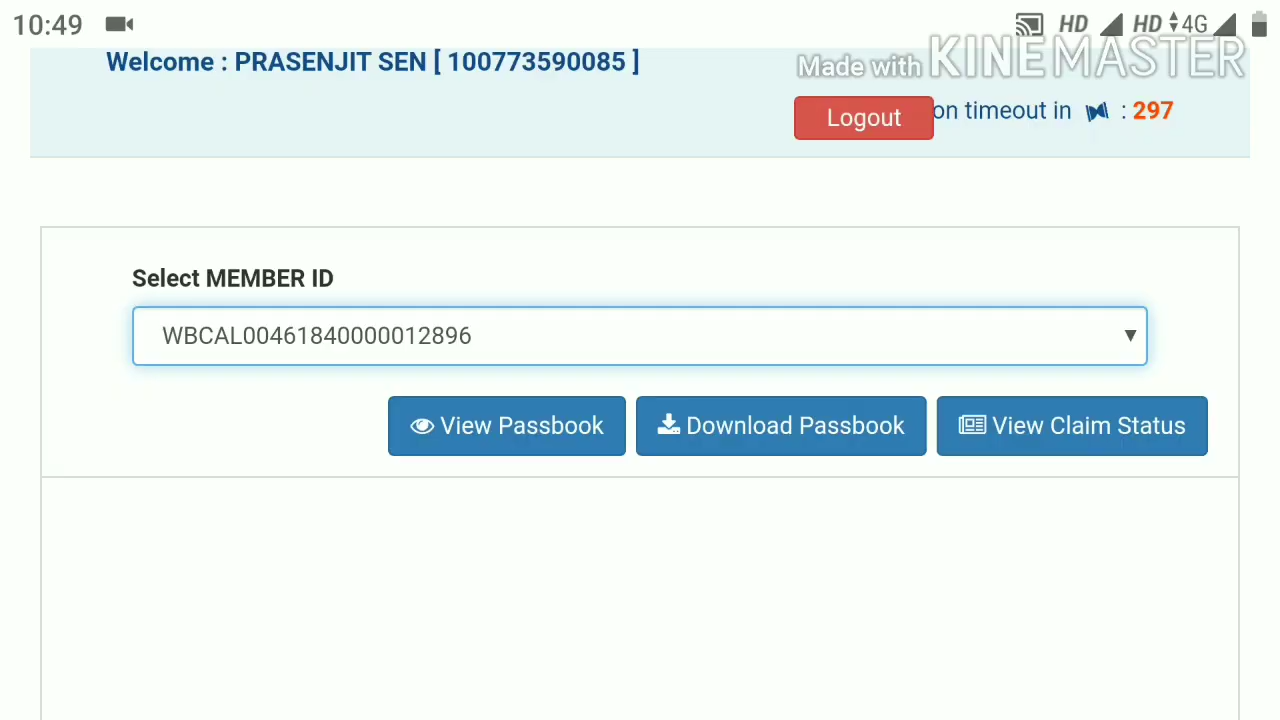 10:49 HD HD 4G
Made with KINEMASTER
Welcome : PRASENJIT SEN [ 100773590085 ]
Logout on timeout in : 297
Select MEMBER ID
WBCAL00461840000012896
View Passbook Download Passbook View Claim Status